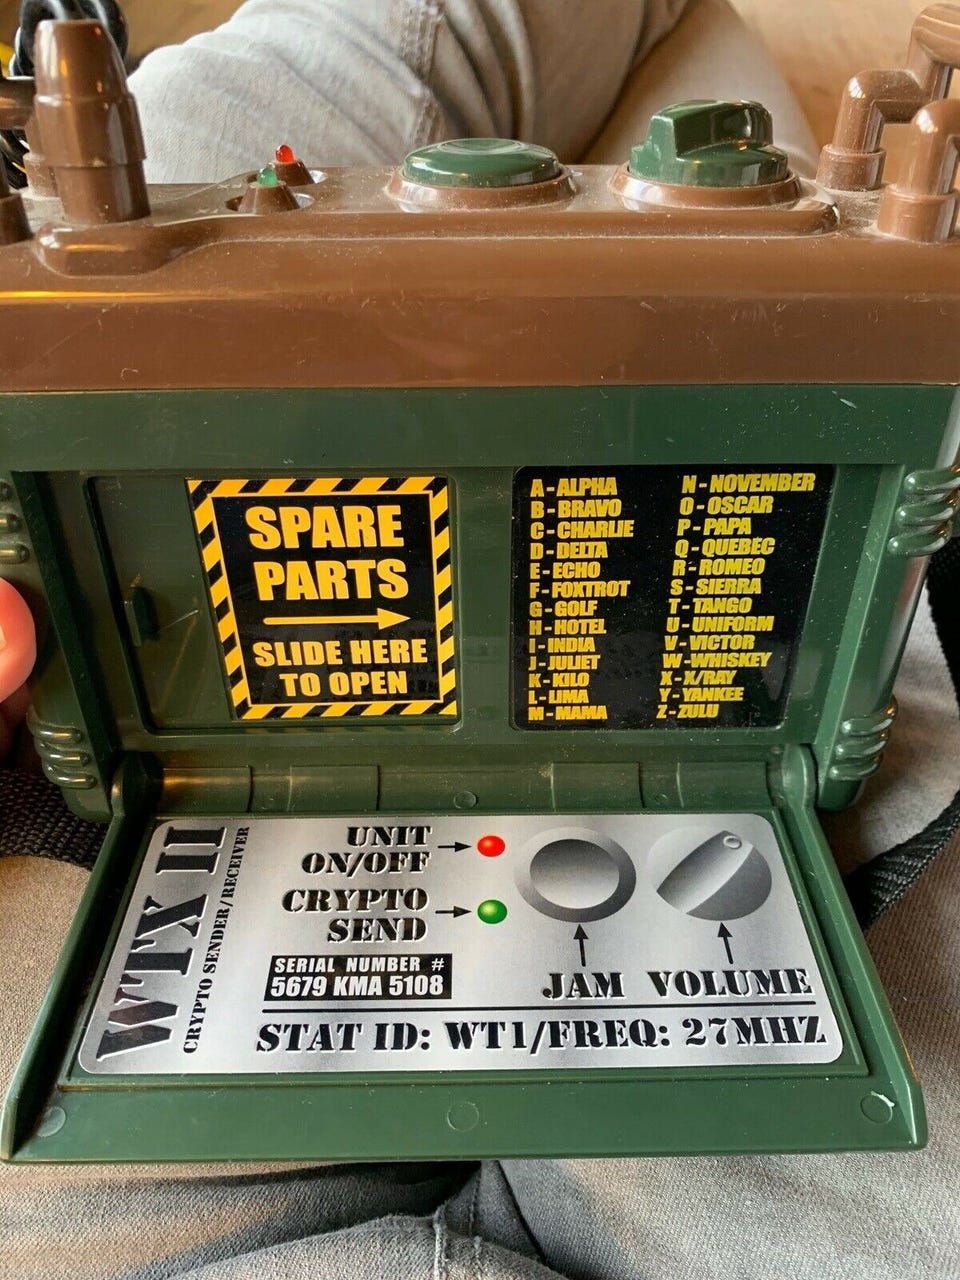 SPARE
PARTS
SLIDE HERE
TO OPEN
A - ALPHA
B - BRAVO
C - CHARLIE
D - DELTA
E - ECHO
F - FOXTROT
G - GOLF
H - HOTEL
I - INDIA
J - JULIET
K - KILO
L - LIMA
M - MAMA
N - NOVEMBER
O - OSCAR
P - PAPA
Q - QUEBEC
R - ROMEO
S - SIERRA
T - TANGO
U - UNIFORM
V - VICTOR
W - WHISKEY
X - X/RAY
Y - YANKEE
Z - ZULU
WTX II
CRYPTO SENDER/RECEIVER
UNIT
ON/OFF
CRYPTO
SEND
SERIAL NUMBER #
5679 KMA 5108
JAM VOLUME
STAT ID: WT1/FREQ: 27MHZ